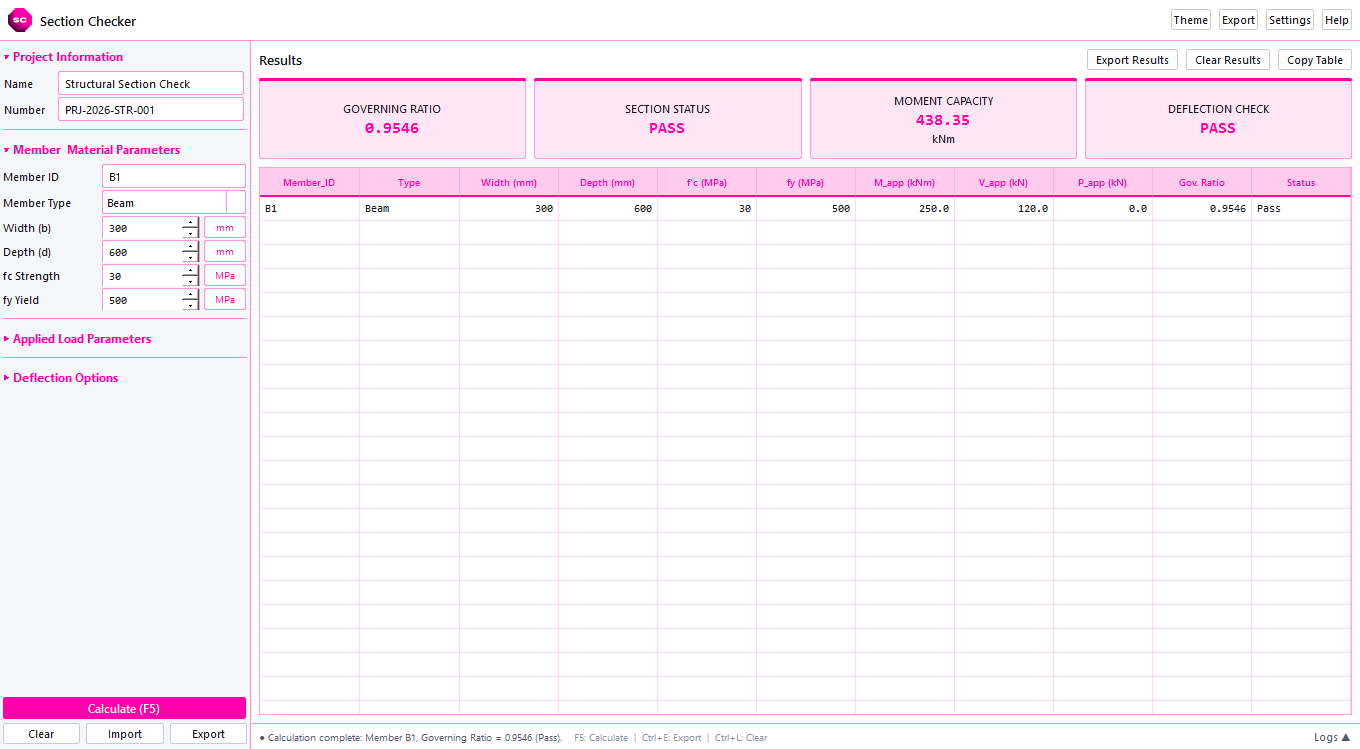 SC Section Checker Theme Export Settings Help
▾ Project Information
Name Structural Section Check
Number PRJ-2026-STR-001
▾ Member Material Parameters
Member ID B1
Member Type Beam
Width (b) 300 mm
Depth (d) 600 mm
fc Strength 30 MPa
fy Yield 500 MPa
▸ Applied Load Parameters
▸ Deflection Options
Calculate (F5)
Clear Import Export
Results Export Results Clear Results Copy Table
GOVERNING RATIO
0.9546
SECTION STATUS
PASS
MOMENT CAPACITY
438.35
kNm
DEFLECTION CHECK
PASS
Member_ID Type Width (mm) Depth (mm) f'c (MPa) fy (MPa) M_app (kNm) V_app (kN) P_app (kN) Gov. Ratio Status
B1 Beam 300 600 30 500 250.0 120.0 0.0 0.9546 Pass
● Calculation complete: Member B1, Governing Ratio = 0.9546 (Pass). F5: Calculate | Ctrl+E: Export | Ctrl+L: Clear Logs ▲